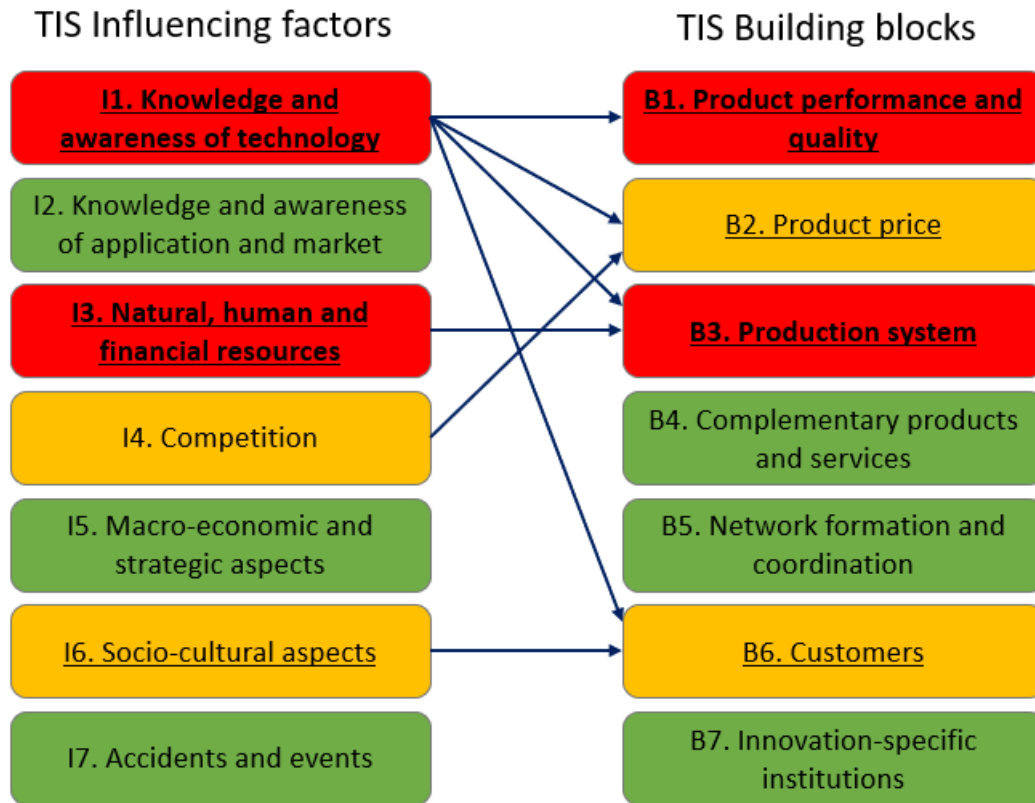 TIS Influencing factors
TIS Building blocks
I1. Knowledge and
awareness of technology
B1. Product performance and
quality
I2. Knowledge and awareness
of application and market
B2. Product price
I3. Natural, human and
financial resources
B3. Production system
I4. Competition
B4. Complementary products
and services
I5. Macro-economic and
strategic aspects
B5. Network formation and
coordination
I6. Socio-cultural aspects
B6. Customers
I7. Accidents and events
B7. Innovation-specific
institutions